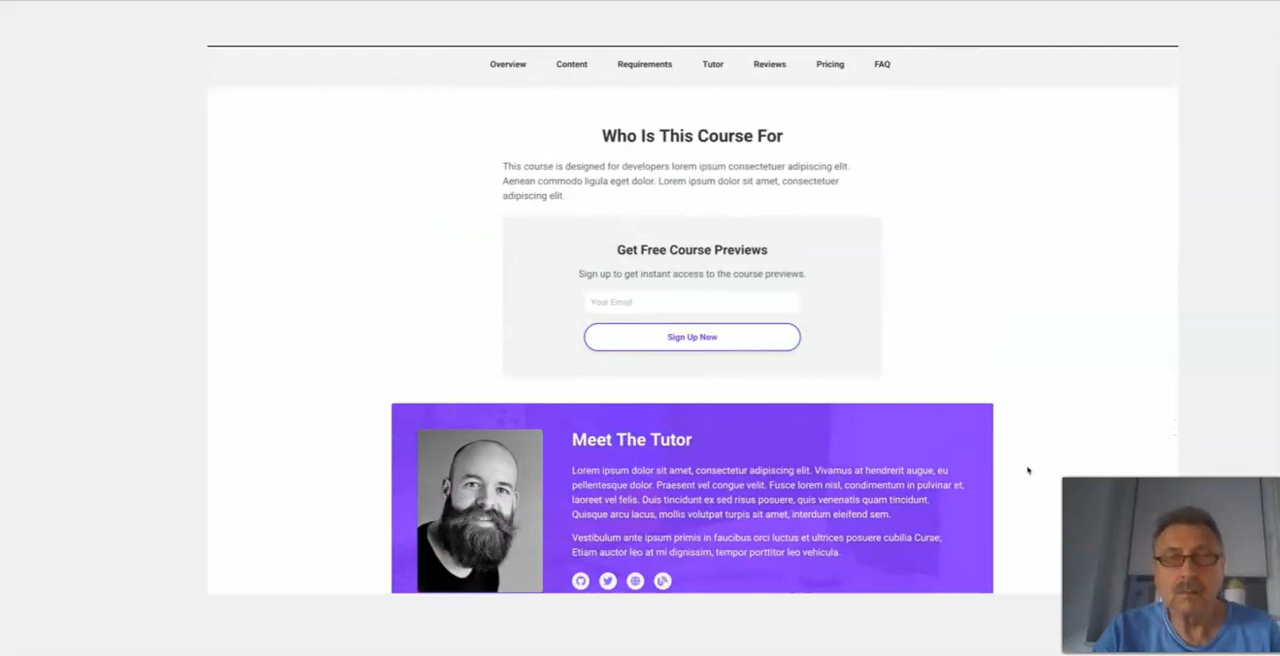 Overview Content Requirements Tutor Reviews Pricing FAQ
Who Is This Course For
This course is designed for developers lorem ipsum consectetuer adipiscing elit.
Aenean commodo ligula eget dolor. Lorem ipsum dolor sit amet, consectetuer
adipiscing elit.
Get Free Course Previews
Sign up to get instant access to the course previews.
Your Email
Sign Up Now
Meet The Tutor
Lorem ipsum dolor sit amet, consectetur adipiscing elit. Vivamus at hendrerit augue, eu
pellentesque dolor. Praesent vel congue velit. Fusce lorem nisl, condimentum in pulvinar et,
laoreet vel felis. Duis tincidunt ex sed risus posuere, quis venenatis quam tincidunt.
Quisque arcu lacus, mollis volutpat turpis sit amet, interdum eleifend sem.
Vestibulum ante ipsum primis in faucibus orci luctus et ultrices posuere cubilia Curae;
Etiam auctor leo at mi dignissim, tempor porttitor leo vehicula.